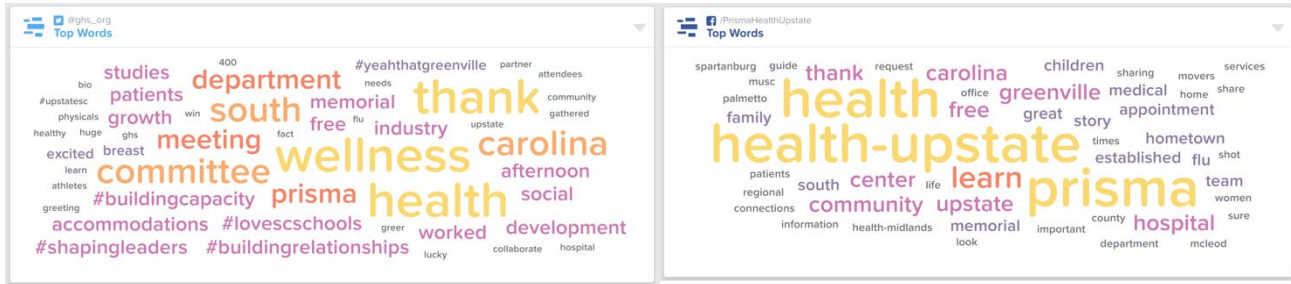 @ghs_org
Top Words
400
#yeahthatgreenville partner
studies department needs attendees
bio
patients south memorial thank community
#upstatesc
physicals growth win free flu industry upstate gathered
healthy huge ghs meeting fact
excited breast wellness carolina
learn committee afternoon
athletes #buildingcapacity prisma health social
greeting
accommodations #lovescschools greer worked development
#shapingleaders #buildingrelationships lucky collaborate hospital
/PrismaHealthUpstate
Top Words
spartanburg guide thank request carolina children sharing movers services
musc health office greenville medical home share
palmetto free appointment
family great story
health-upstate times hometown
established flu shot
patients
regional south center life learn prisma team
connections women
community upstate county hospital sure
information health-midlands memorial important
look department mcleod